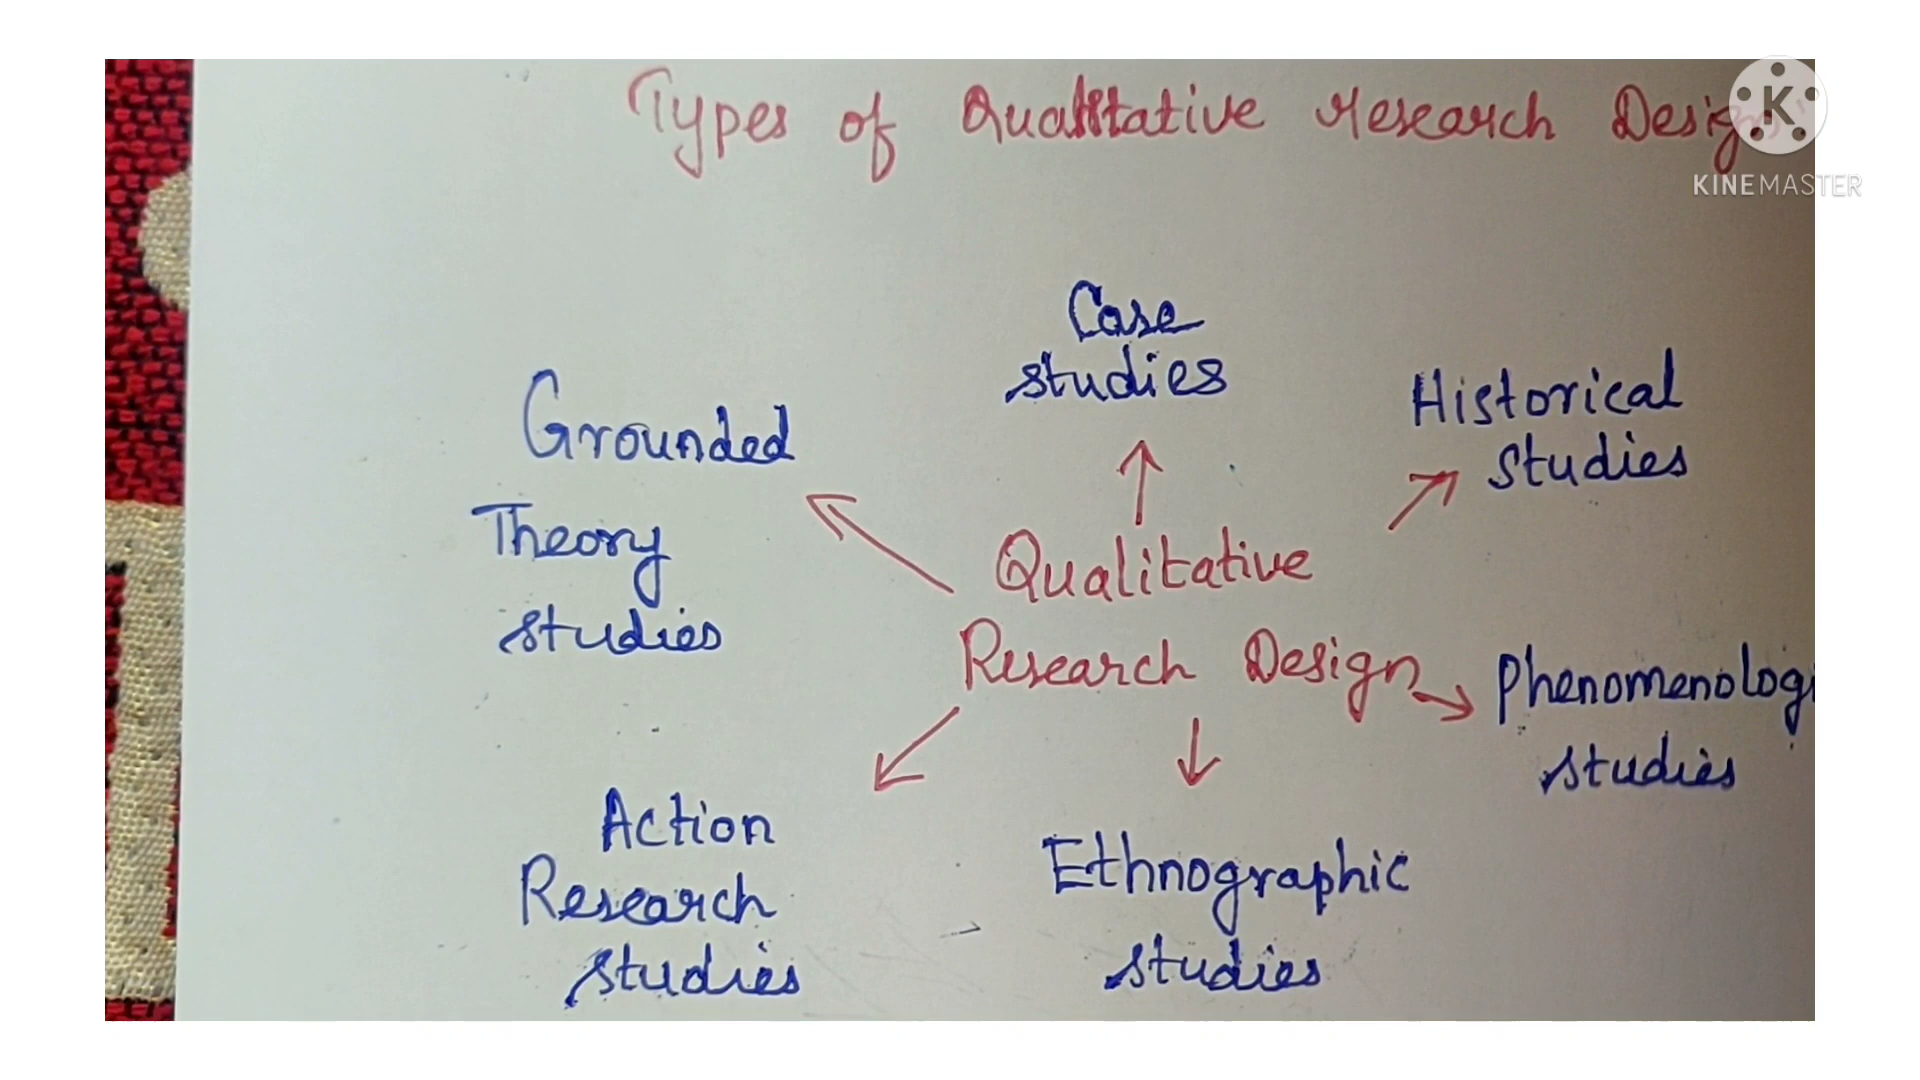 Types of Qualitative research Design
KINEMASTER
Case
studies
Historical
studies
Grounded
Theory
studies
Qualitative
Research Design
Phenomenologi
studies
Action
Research
studies
Ethnographic
studies